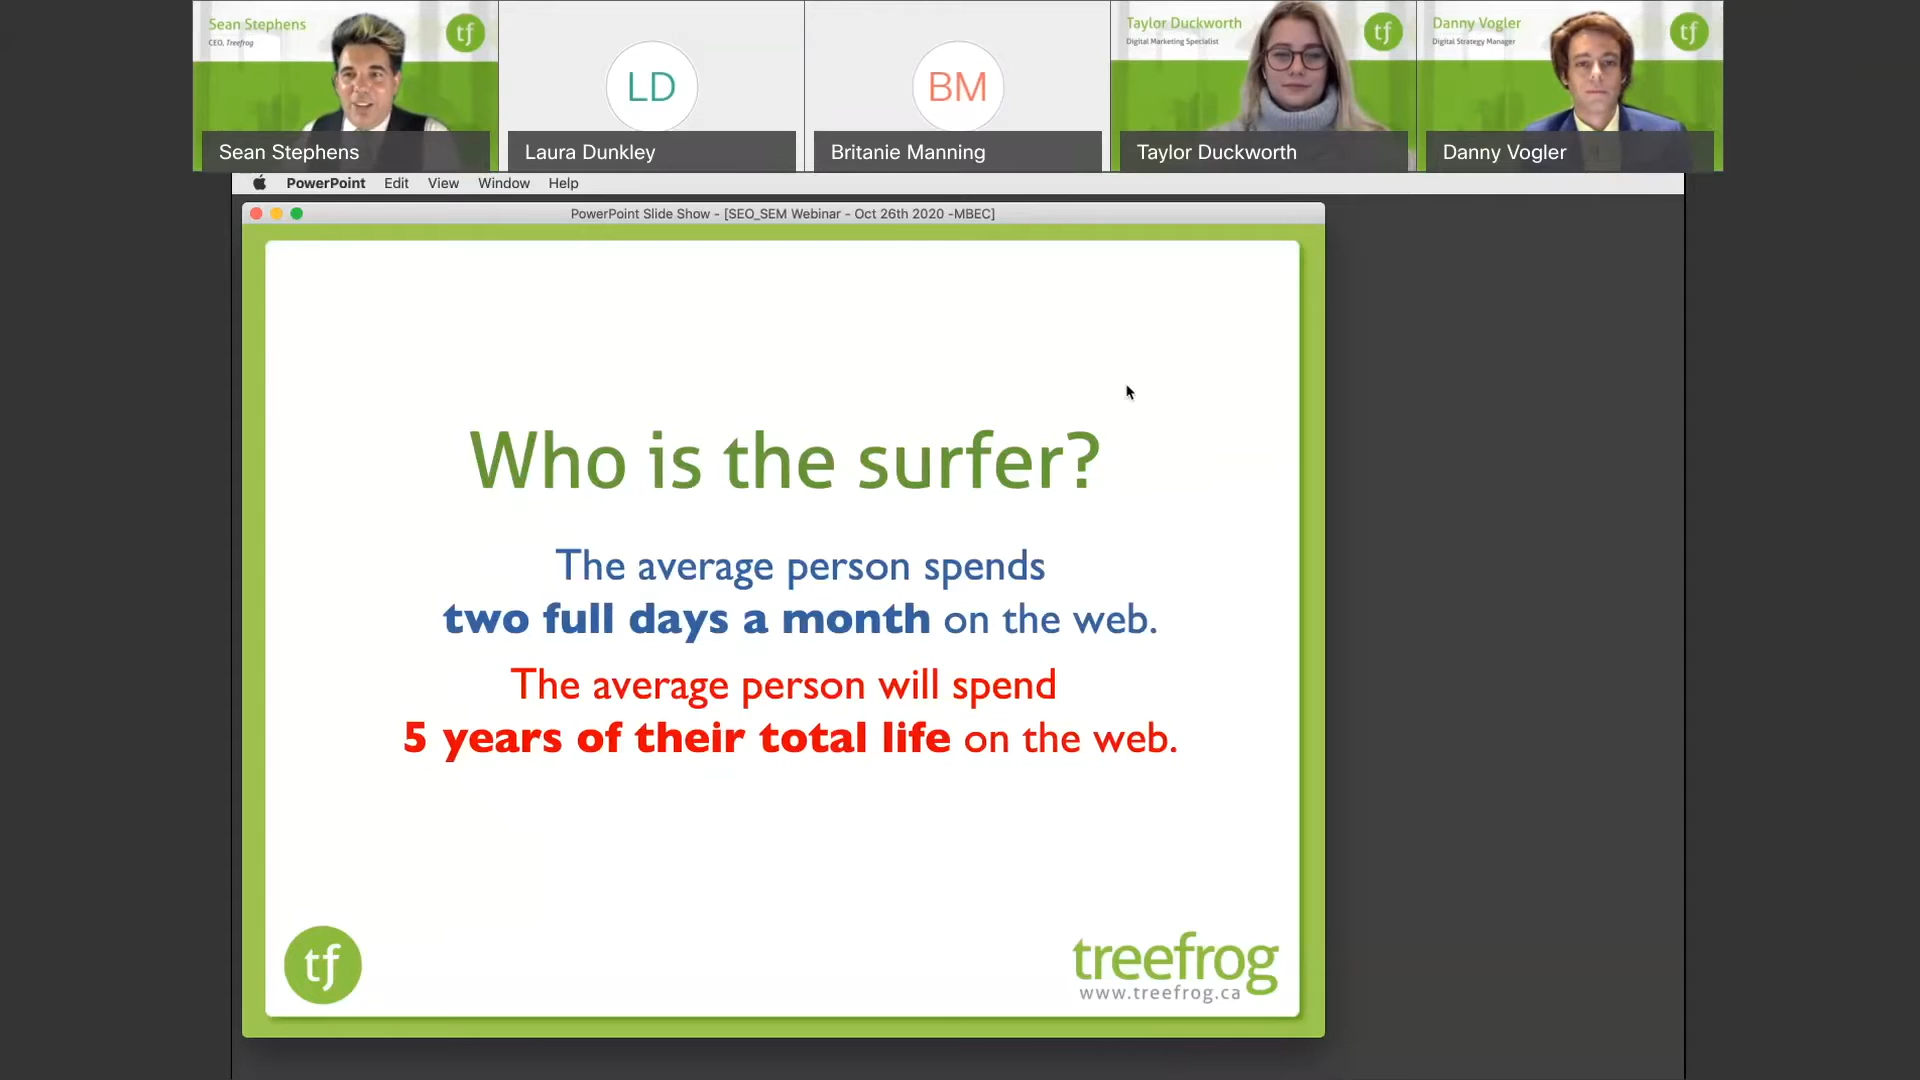 Sean Stephens
CEO, Treefrog
tf
Sean Stephens
LD
Laura Dunkley
BM
Britanie Manning
Taylor Duckworth
Digital Marketing Specialist
tf
Taylor Duckworth
Danny Vogler
Digital Strategy Manager
tf
Danny Vogler
PowerPoint Edit View Window Help
PowerPoint Slide Show - [SEO_SEM Webinar - Oct 26th 2020 -MBEC]
Who is the surfer?
The average person spends
two full days a month on the web.
The average person will spend
5 years of their total life on the web.
tf
treefrog
www.treefrog.ca